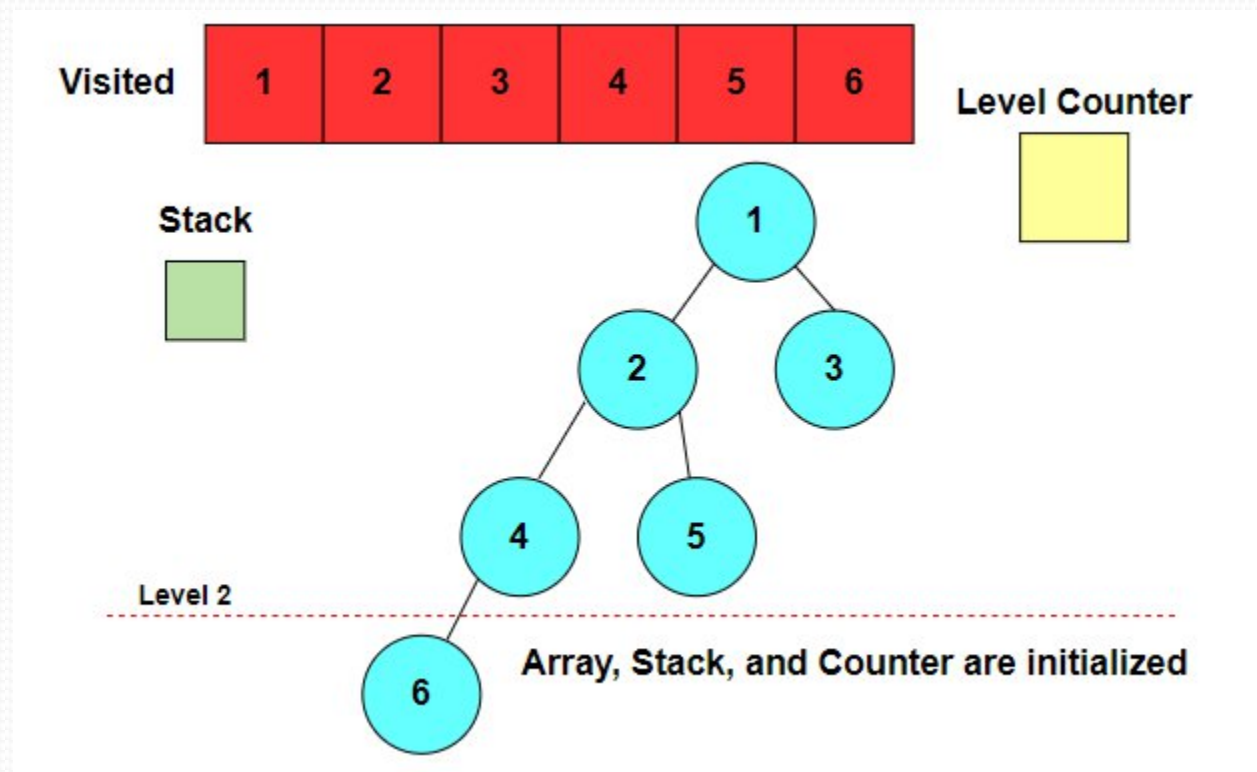 Visited
1 2 3 4 5 6
Level Counter
Stack
1
2 3
4 5
Level 2
6
Array, Stack, and Counter are initialized